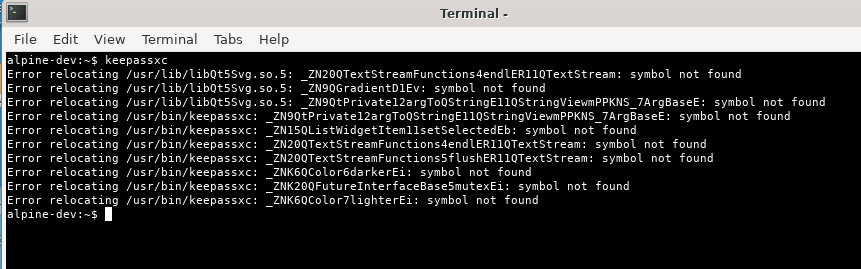 Terminal -
File Edit View Terminal Tabs Help
alpine-dev:~$ keepassxc
Error relocating /usr/lib/libQt5Svg.so.5: _ZN20QTextStreamFunctions4endlER11QTextStream: symbol not found
Error relocating /usr/lib/libQt5Svg.so.5: _ZN9QGradientD1Ev: symbol not found
Error relocating /usr/lib/libQt5Svg.so.5: _ZN9QtPrivate12argToQStringE11QStringViewmPPKNS_7ArgBaseE: symbol not found
Error relocating /usr/bin/keepassxc: _ZN9QtPrivate12argToQStringE11QStringViewmPPKNS_7ArgBaseE: symbol not found
Error relocating /usr/bin/keepassxc: _ZN15QListWidgetItem11setSelectedEb: symbol not found
Error relocating /usr/bin/keepassxc: _ZN20QTextStreamFunctions4endlER11QTextStream: symbol not found
Error relocating /usr/bin/keepassxc: _ZN20QTextStreamFunctions5flushER11QTextStream: symbol not found
Error relocating /usr/bin/keepassxc: _ZNK6QColor6darkerEi: symbol not found
Error relocating /usr/bin/keepassxc: _ZNK20QFutureInterfaceBase5mutexEi: symbol not found
Error relocating /usr/bin/keepassxc: _ZNK6QColor7lighterEi: symbol not found
alpine-dev:~$